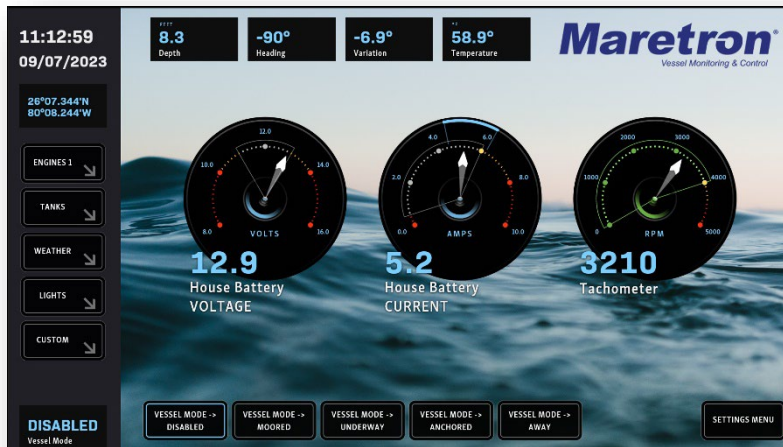 11:12:59
09/07/2023
26°07.344'N
80°08.244'W
ENGINES 1
TANKS
WEATHER
LIGHTS
CUSTOM
DISABLED
Vessel Mode
FEET
8.3
Depth
-90°
Heading
-6.9°
Variation
°F
58.9°
Temperature
Maretron®
Vessel Monitoring & Control
8.0
10.0
12.0
14.0
16.0
VOLTS
12.9
House Battery
VOLTAGE
0.0
2.0
4.0
6.0
8.0
10.0
AMPS
5.2
House Battery
CURRENT
0
1000
2000
3000
4000
5000
RPM
3210
Tachometer
VESSEL MODE ->
DISABLED
VESSEL MODE ->
MOORED
VESSEL MODE ->
UNDERWAY
VESSEL MODE ->
ANCHORED
VESSEL MODE ->
AWAY
SETTINGS MENU